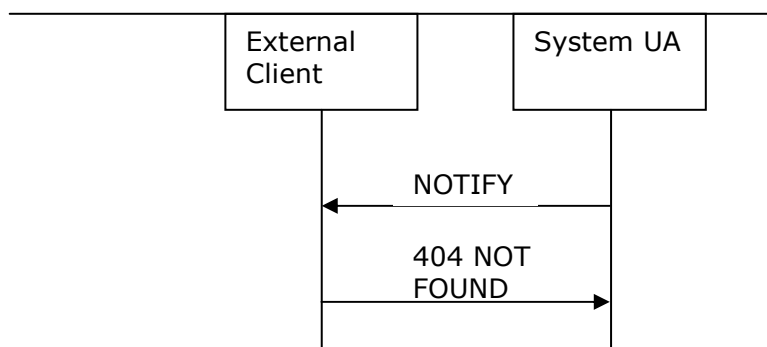 External
Client
System UA
NOTIFY
404 NOT
FOUND